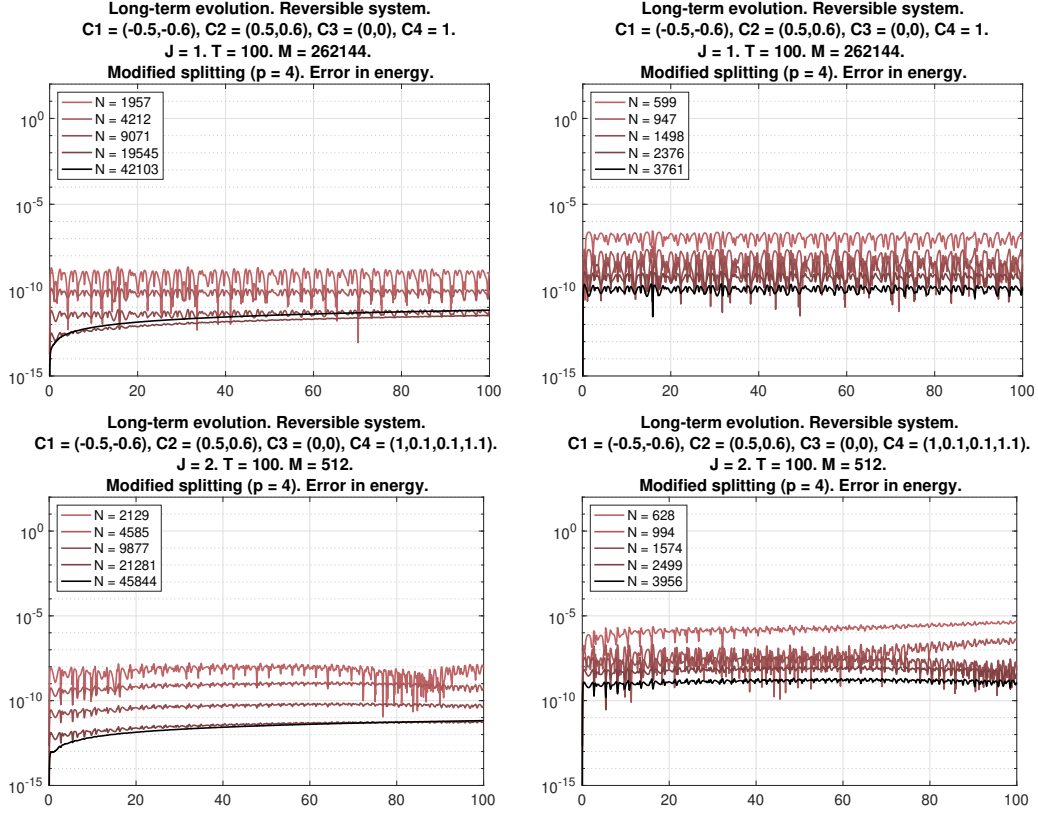 Long-term evolution. Reversible system.
C1 = (-0.5,-0.6), C2 = (0.5,0.6), C3 = (0,0), C4 = 1.
J = 1. T = 100. M = 262144.
Modified splitting (p = 4). Error in energy.
10^0
10^-5
10^-10
10^-15
N = 1957
N = 4212
N = 9071
N = 19545
N = 42103
0 20 40 60 80 100
Long-term evolution. Reversible system.
C1 = (-0.5,-0.6), C2 = (0.5,0.6), C3 = (0,0), C4 = 1.
J = 1. T = 100. M = 262144.
Modified splitting (p = 4). Error in energy.
10^0
10^-5
10^-10
10^-15
N = 599
N = 947
N = 1498
N = 2376
N = 3761
0 20 40 60 80 100
Long-term evolution. Reversible system.
C1 = (-0.5,-0.6), C2 = (0.5,0.6), C3 = (0,0), C4 = (1,0.1,0.1,1.1).
J = 2. T = 100. M = 512.
Modified splitting (p = 4). Error in energy.
10^0
10^-5
10^-10
10^-15
N = 2129
N = 4585
N = 9877
N = 21281
N = 45844
0 20 40 60 80 100
Long-term evolution. Reversible system.
C1 = (-0.5,-0.6), C2 = (0.5,0.6), C3 = (0,0), C4 = (1,0.1,0.1,1.1).
J = 2. T = 100. M = 512.
Modified splitting (p = 4). Error in energy.
10^0
10^-5
10^-10
10^-15
N = 628
N = 994
N = 1574
N = 2499
N = 3956
0 20 40 60 80 100